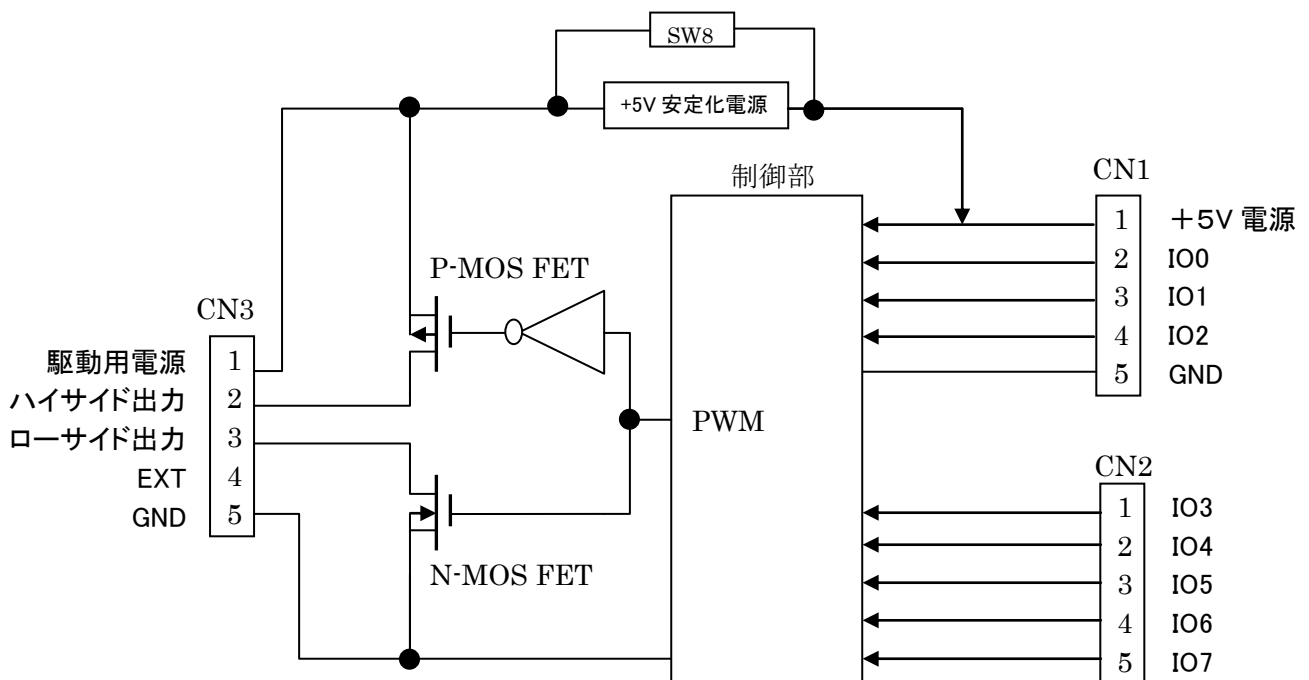 SW8
+5V 安定化電源
制御部
CN1
1 ＋5V 電源
2 IO0
3 IO1
4 IO2
5 GND
P-MOS FET
CN3
駆動用電源 1
ハイサイド出力 2
ローサイド出力 3
EXT 4
GND 5
PWM
N-MOS FET
CN2
1 IO3
2 IO4
3 IO5
4 IO6
5 IO7